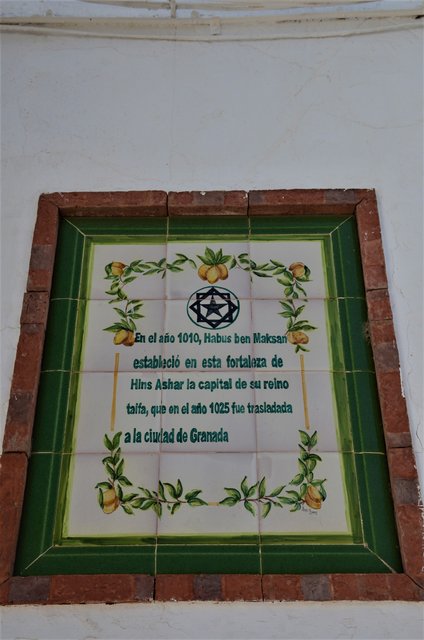 En el año 1010, Habus ben Maksan
estableció en esta fortaleza de
Hins Ashar la capital de su reino
taifa, que en el año 1025 fue trasladada
a la ciudad de Granada